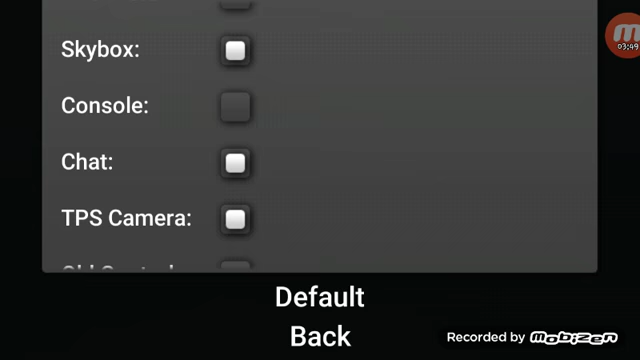 Skybox:
Console:
Chat:
TPS Camera:
Default
Back
Recorded by mobizen
03:49